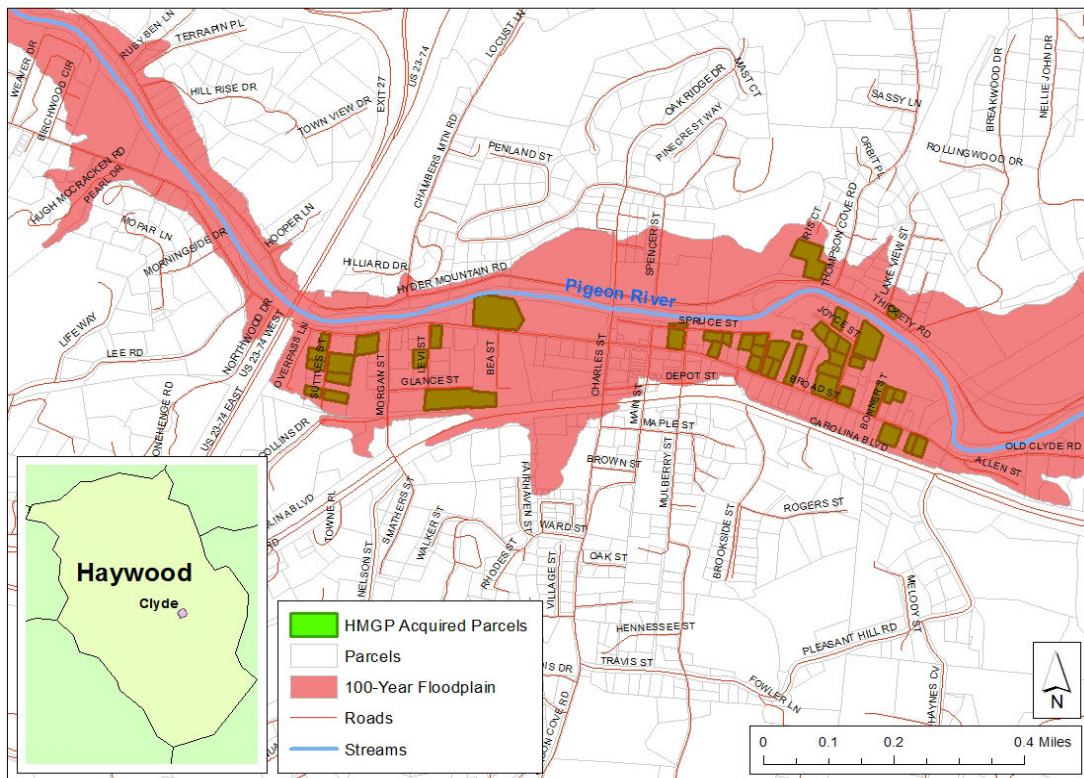 RUBY BEN LN
TERRAPIN PL
WEAVER DR
BIRCHWOOD CIR
HILL RISE DR
TOWN VIEW DR
EXIT 27
US 23-74
LOCUST LN
OAK RIDGE DR
MAST CT
PINECREST WAY
SASSY LN
BREAKWOOD DR
NELLIE JOHN DR
ORBIT PL
ROLLINGWOOD DR
HUGH MCCRACKEN RD
PEARL DR
PENLAND ST
CHAMBERS MTN RD
MOPAR LN
MORNINGSIDE DR
HOOPER LN
HILLIARD DR
HYDER MOUNTAIN RD
SPENCER ST
IRIS CT
THOMPSON COVE RD
LAKE VIEW ST
THICKETY RD
Pigeon River
LIFE WAY
LEE RD
NORTHWOOD DR
US 23-74 WEST
OVERPASS LN
SUTTLES ST
MORGAN ST
LEVI ST
GLANCE ST
BEA ST
CHARLES ST
SPRUCE ST
JOYCE ST
DEPOT ST
BROAD ST
BONNER ST
US 23-74 EAST
MAIN ST
MAPLE ST
CAROLINA BLVD
OLD CLYDE RD
ALLEN ST
BROWN ST
MULBERRY ST
FAIRHAVEN ST
WARD ST
ROGERS ST
BROOKSIDE ST
TOWNE PL
SMATHERS ST
WALKER ST
NELSON ST
RHODES ST
VILLAGE ST
OAK ST
MELODY ST
HENNESSEE ST
PLEASANT HILL RD
TRAVIS ST
FOWLER LN
HAYNES CV
Haywood
Clyde
HMGP Acquired Parcels
Parcels
100-Year Floodplain
Roads
Streams
N
0 0.1 0.2 0.4 Miles